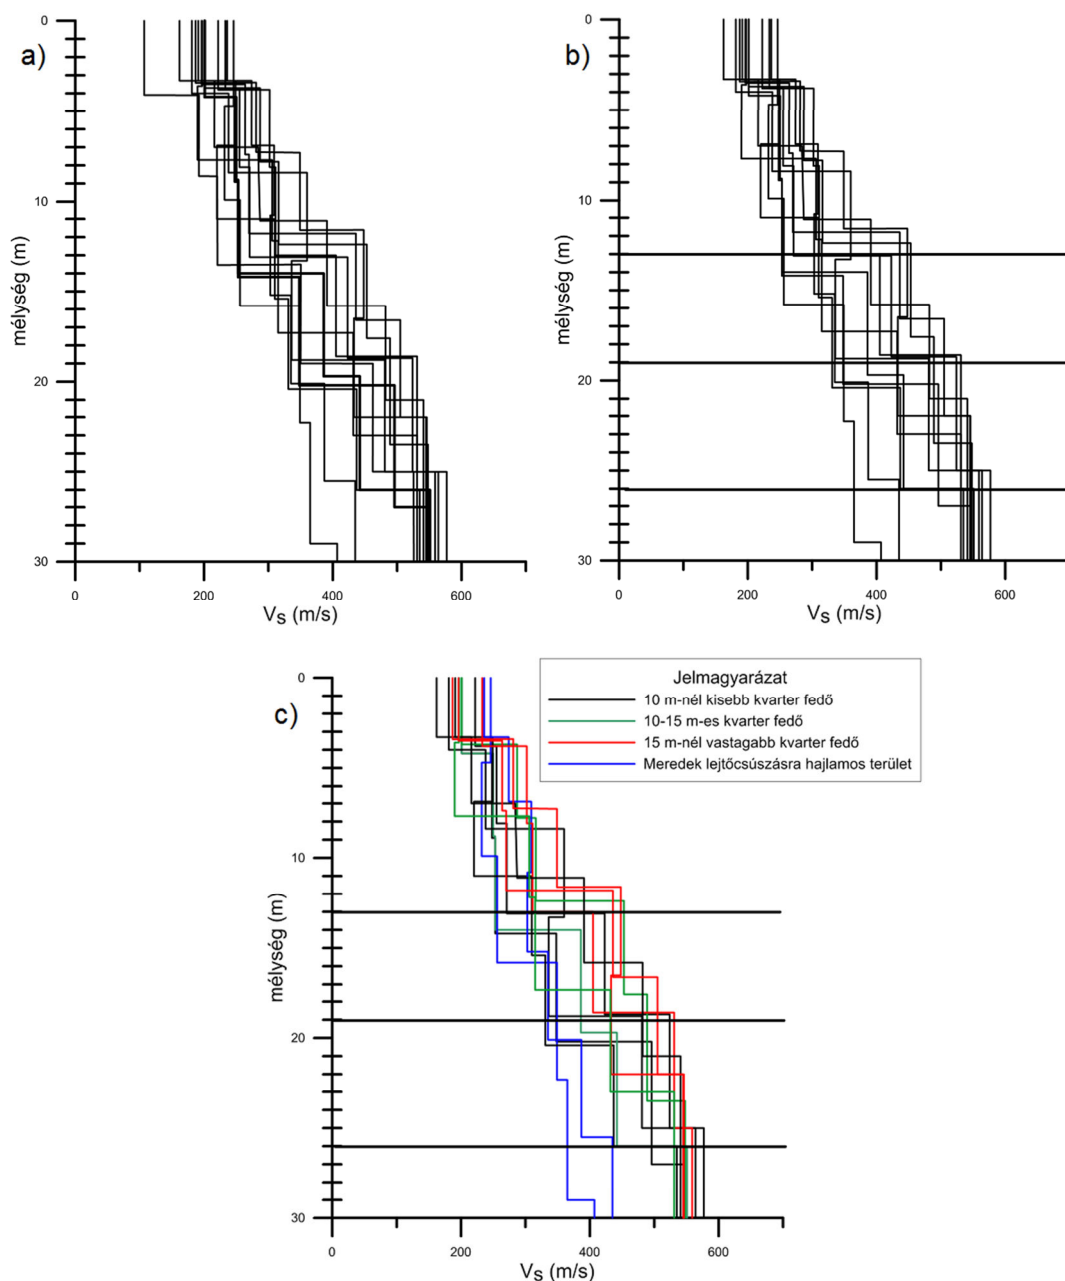 a)
0
10
20
30
mélység (m)
0
200
400
600
Vs (m/s)
b)
0
10
20
30
mélység (m)
0
200
400
600
Vs (m/s)
c)
Jelmagyarázat
10 m-nél kisebb kvarter fedő
10-15 m-es kvarter fedő
15 m-nél vastagabb kvarter fedő
Meredek lejtőcsúszásra hajlamos terület
0
10
20
30
mélység (m)
0
200
400
600
Vs (m/s)